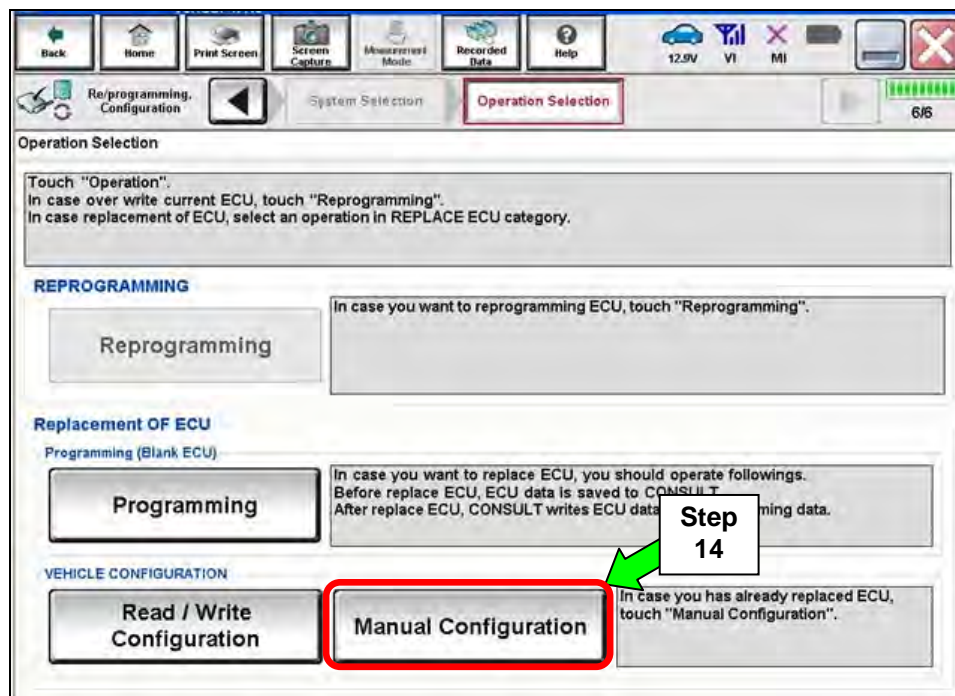 Back
Home
Print Screen
Screen
Capture
Measurement
Mode
Recorded
Data
Help
12.9V
VI
MI
Re/programming,
Configuration
System Selection
Operation Selection
6/6
Operation Selection
Touch "Operation".
In case over write current ECU, touch "Reprogramming".
In case replacement of ECU, select an operation in REPLACE ECU category.
REPROGRAMMING
Reprogramming
In case you want to reprogramming ECU, touch "Reprogramming".
Replacement OF ECU
Programming (Blank ECU)
Programming
In case you want to replace ECU, you should operate followings.
Before replace ECU, ECU data is saved to CONSULT
After replace ECU, CONSULT writes ECU data ming data.
Step
14
VEHICLE CONFIGURATION
Read / Write
Configuration
Manual Configuration
In case you has already replaced ECU,
touch "Manual Configuration".